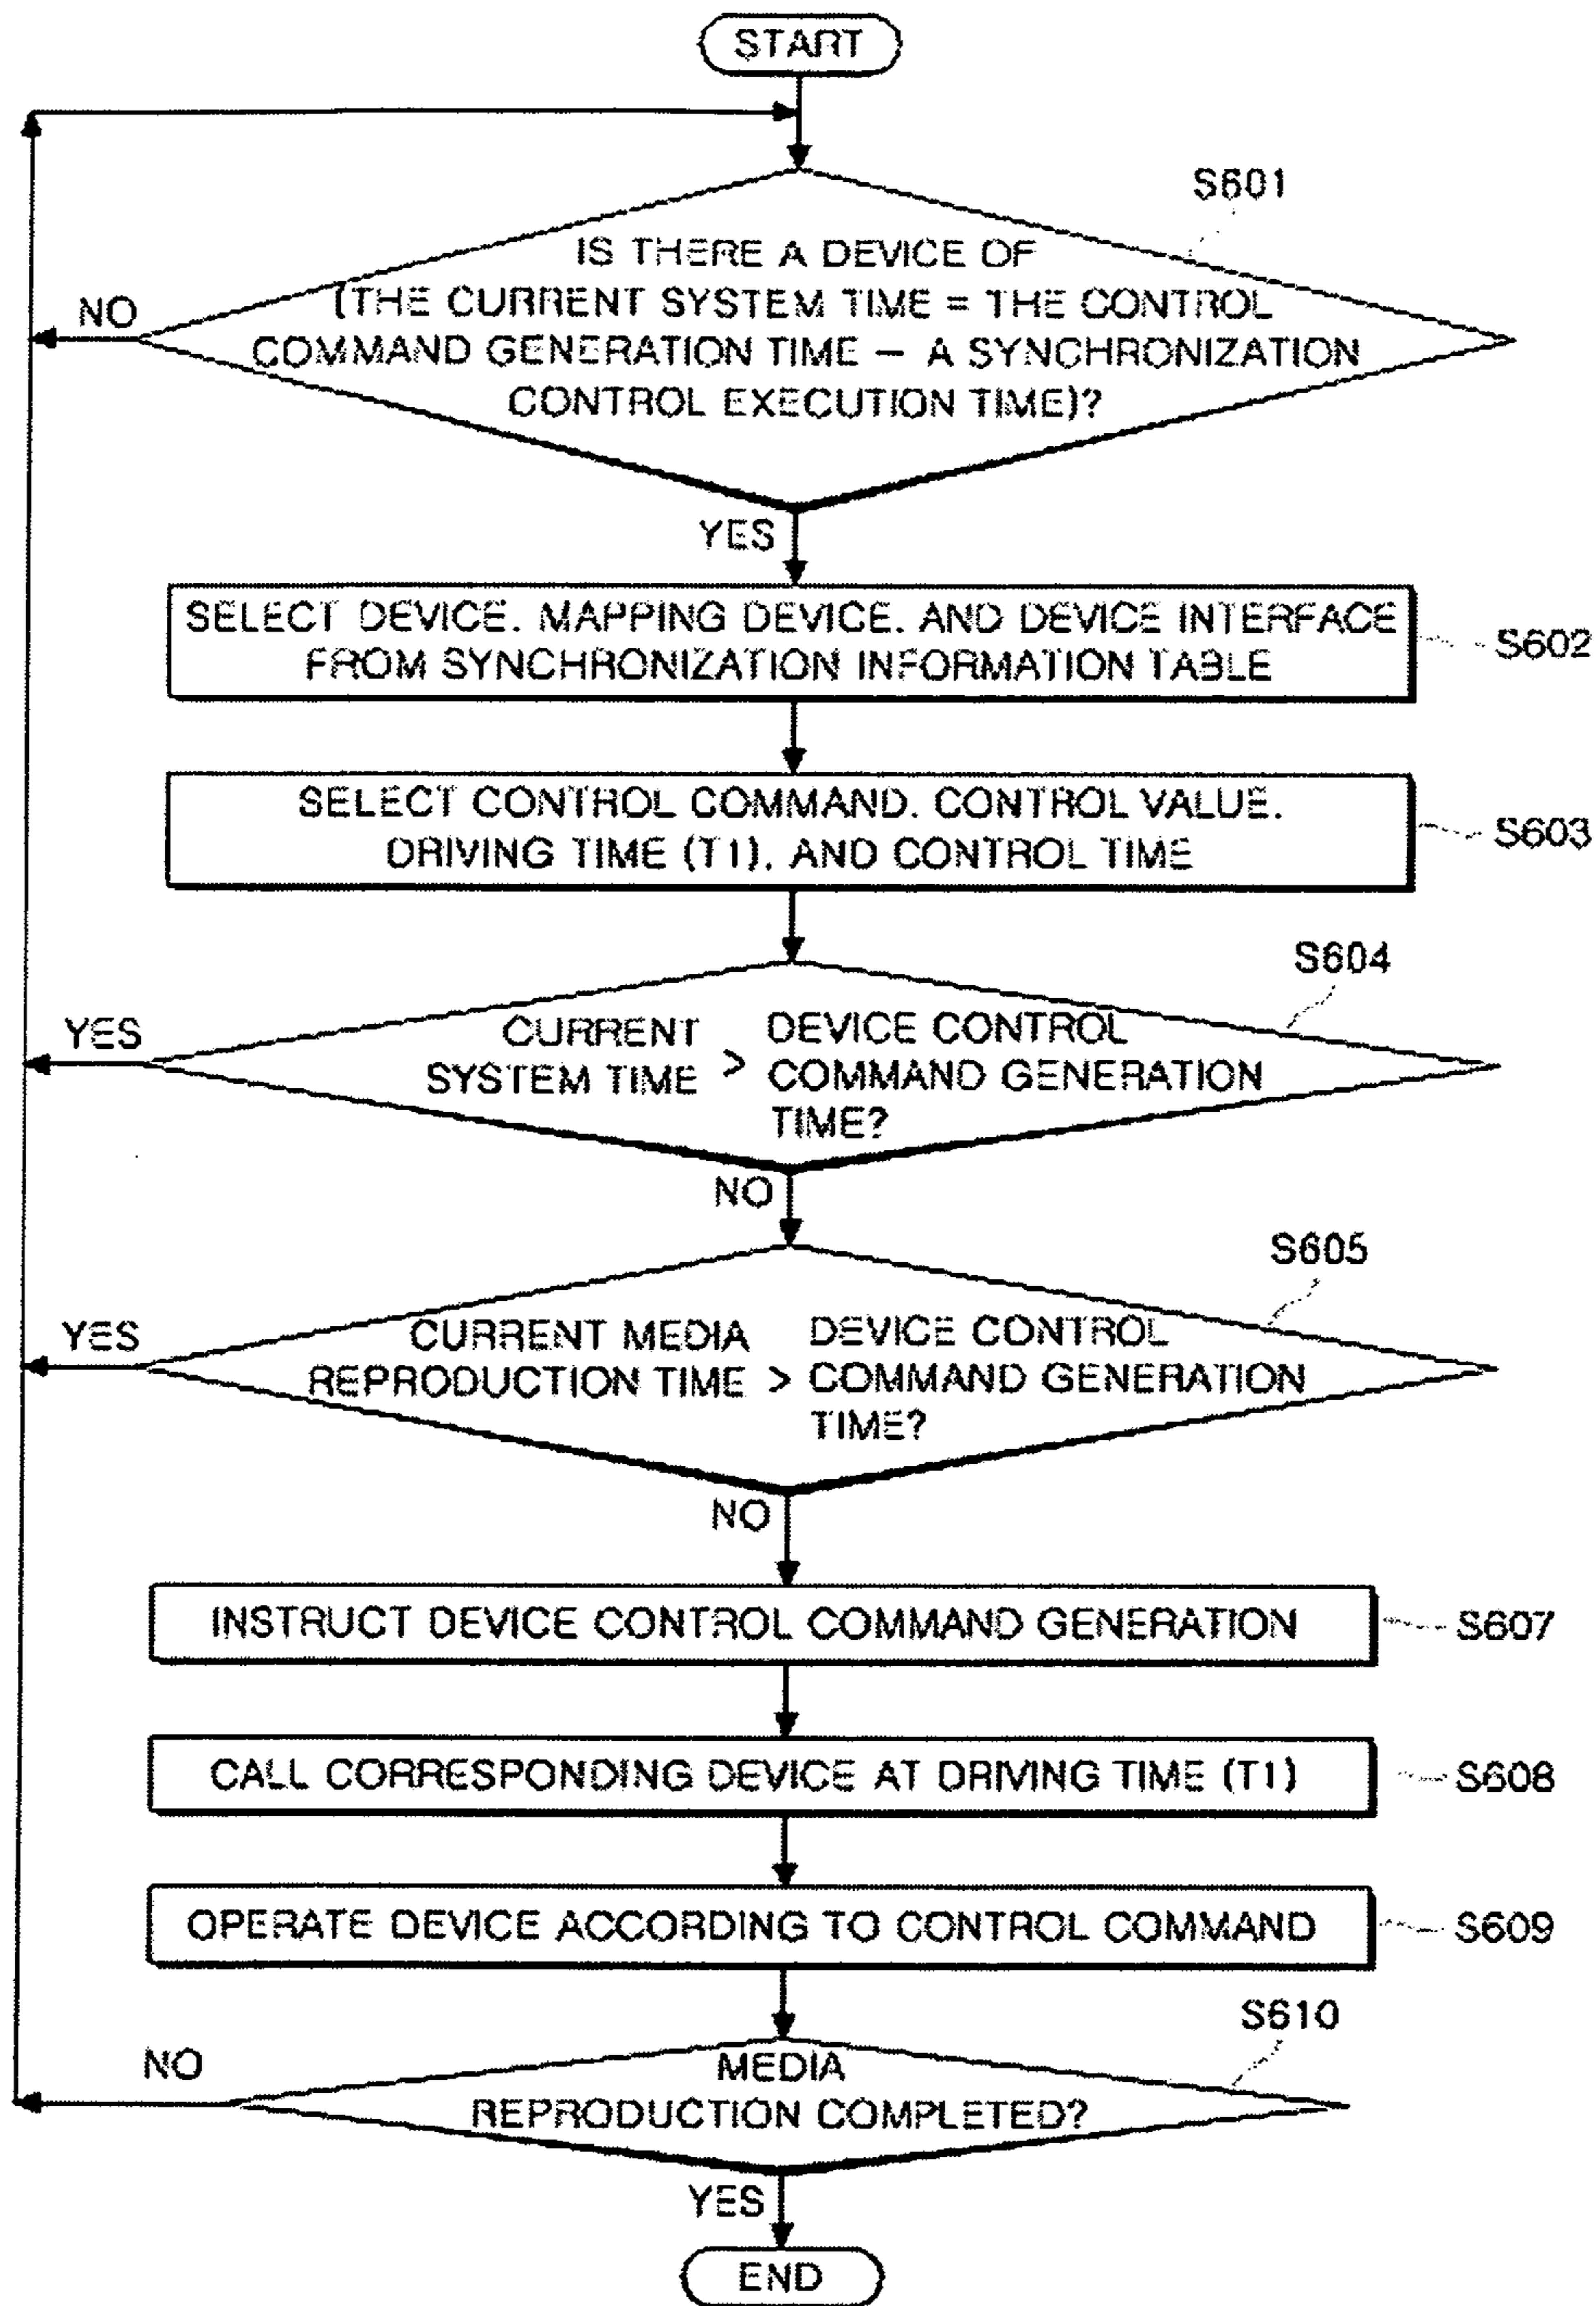 START
S601
IS THERE A DEVICE OF
(THE CURRENT SYSTEM TIME = THE CONTROL
NO
COMMAND GENERATION TIME – A SYNCHRONIZATION
CONTROL EXECUTION TIME)?
YES
SELECT DEVICE. MAPPING DEVICE. AND DEVICE INTERFACE
FROM SYNCHRONIZATION INFORMATION TABLE
S602
SELECT CONTROL COMMAND. CONTROL VALUE.
DRIVING TIME (T1). AND CONTROL TIME
S603
S604
YES
CURRENT
SYSTEM TIME
>
DEVICE CONTROL
COMMAND GENERATION
TIME?
NO
S605
YES
CURRENT MEDIA
REPRODUCTION TIME
>
DEVICE CONTROL
COMMAND GENERATION
TIME?
NO
INSTRUCT DEVICE CONTROL COMMAND GENERATION
S607
CALL CORRESPONDING DEVICE AT DRIVING TIME (T1)
S608
OPERATE DEVICE ACCORDING TO CONTROL COMMAND
S609
S610
NO
MEDIA
REPRODUCTION COMPLETED?
YES
END